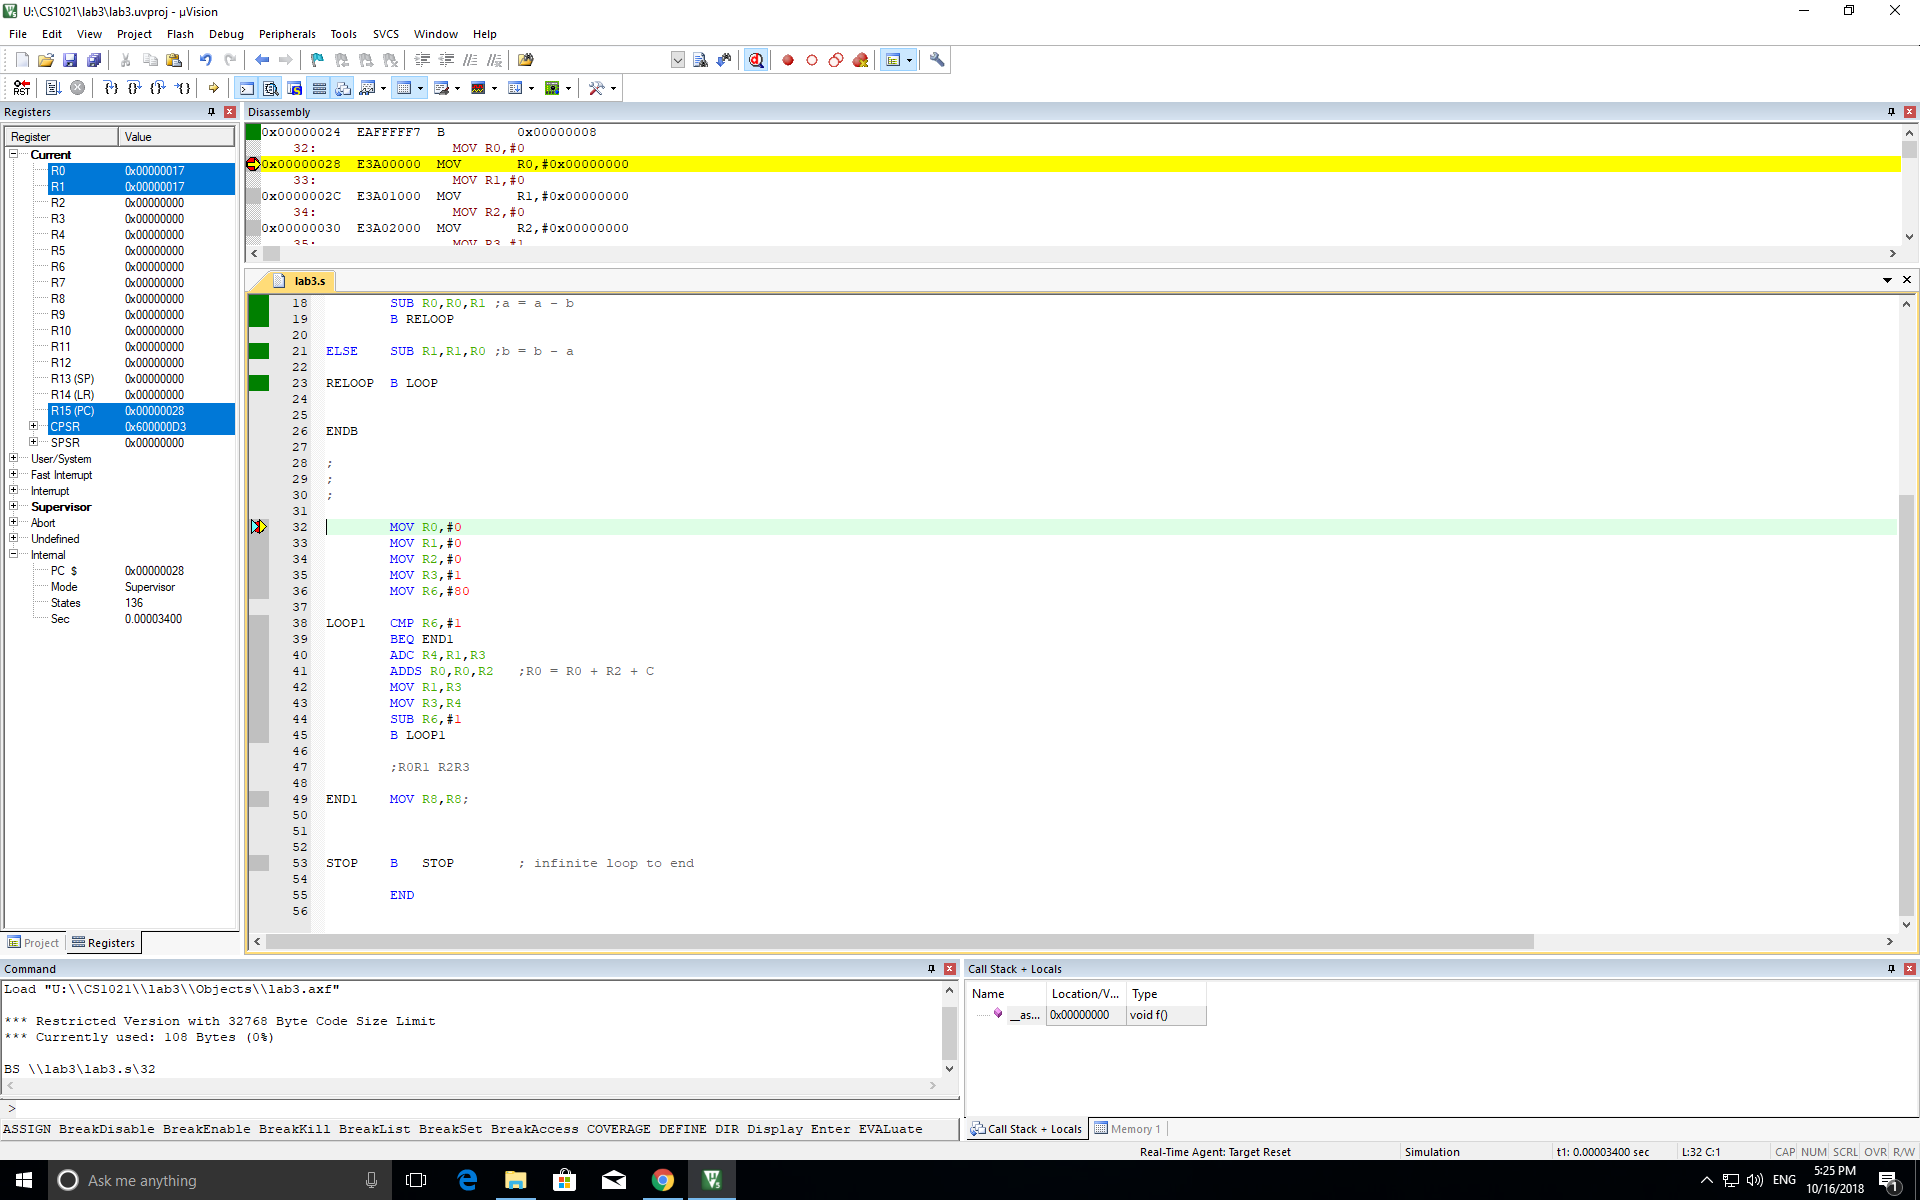 U:\CS1021\lab3\lab3.uvproj - µVision
File Edit View Project Flash Debug Peripherals Tools SVCS Window Help
Registers
Register Value
Current
R0 0x00000017
R1 0x00000017
R2 0x00000000
R3 0x00000000
R4 0x00000000
R5 0x00000000
R6 0x00000000
R7 0x00000000
R8 0x00000000
R9 0x00000000
R10 0x00000000
R11 0x00000000
R12 0x00000000
R13 (SP) 0x00000000
R14 (LR) 0x00000000
R15 (PC) 0x00000028
CPSR 0x600000D3
SPSR 0x00000000
User/System
Fast Interrupt
Interrupt
Supervisor
Abort
Undefined
Internal
PC $ 0x00000028
Mode Supervisor
States 136
Sec 0.00003400
Project Registers
Disassembly
0x00000024 EAFFFFF7 B 0x00000008
32: MOV R0,#0
0x00000028 E3A00000 MOV R0,#0x00000000
33: MOV R1,#0
0x0000002C E3A01000 MOV R1,#0x00000000
34: MOV R2,#0
0x00000030 E3A02000 MOV R2,#0x00000000
35: MOV R3,#1
lab3.s
18 SUB R0,R0,R1 ;a = a - b
19 B RELOOP
20
21 ELSE SUB R1,R1,R0 ;b = b - a
22
23 RELOOP B LOOP
24
25
26 ENDB
27
28 ;
29 ;
30 ;
31
32 MOV R0,#0
33 MOV R1,#0
34 MOV R2,#0
35 MOV R3,#1
36 MOV R6,#80
37
38 LOOP1 CMP R6,#1
39 BEQ END1
40 ADC R4,R1,R3
41 ADDS R0,R0,R2 ;R0 = R0 + R2 + C
42 MOV R1,R3
43 MOV R3,R4
44 SUB R6,#1
45 B LOOP1
46
47 ;R0R1 R2R3
48
49 END1 MOV R8,R8;
50
51
52
53 STOP B STOP ; infinite loop to end
54
55 END
56
Command
Load "U:\\CS1021\\lab3\\Objects\\lab3.axf"
*** Restricted Version with 32768 Byte Code Size Limit
*** Currently used: 108 Bytes (0%)
BS \\lab3\lab3.s\32
>
ASSIGN BreakDisable BreakEnable BreakKill BreakList BreakSet BreakAccess COVERAGE DEFINE DIR Display Enter EVALuate
Call Stack + Locals
Name Location/V... Type
__as... 0x00000000 void f()
Call Stack + Locals Memory 1
Real-Time Agent: Target Reset Simulation t1: 0.00003400 sec L:32 C:1 CAP NUM SCRL OVR R/W
Ask me anything
ENG
5:25 PM
10/16/2018
1